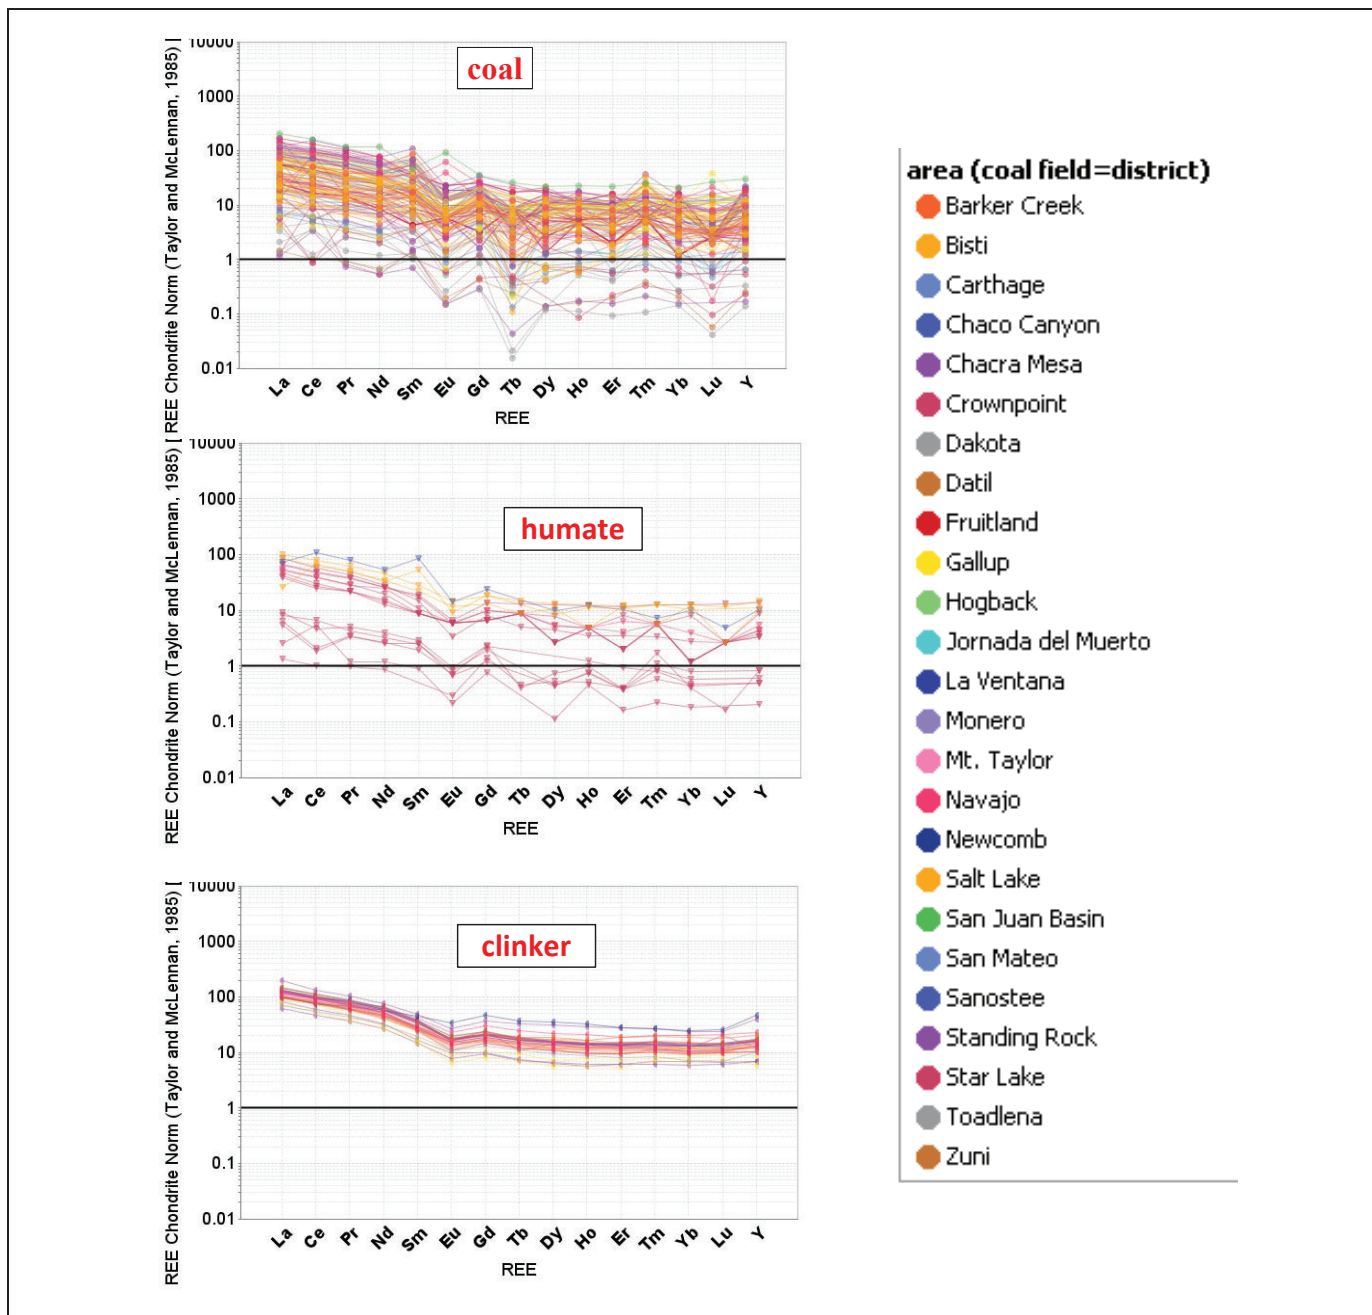 REE Chondrite Norm (Taylor and McLennan, 1985) [
coal
10000
1000
100
10
1
0.1
0.01
La Ce Pr Nd Sm Eu Gd Tb Dy Ho Er Tm Yb Lu Y
REE
REE Chondrite Norm (Taylor and McLennan, 1985) [
humate
10000
1000
100
10
1
0.1
0.01
La Ce Pr Nd Sm Eu Gd Tb Dy Ho Er Tm Yb Lu Y
REE
REE Chondrite Norm (Taylor and McLennan, 1985) [
clinker
10000
1000
100
10
1
0.1
0.01
La Ce Pr Nd Sm Eu Gd Tb Dy Ho Er Tm Yb Lu Y
REE
area (coal field=district)
Barker Creek
Bisti
Carthage
Chaco Canyon
Chacra Mesa
Crownpoint
Dakota
Datil
Fruitland
Gallup
Hogback
Jornada del Muerto
La Ventana
Monero
Mt. Taylor
Navajo
Newcomb
Salt Lake
San Juan Basin
San Mateo
Sanostee
Standing Rock
Star Lake
Toadlena
Zuni